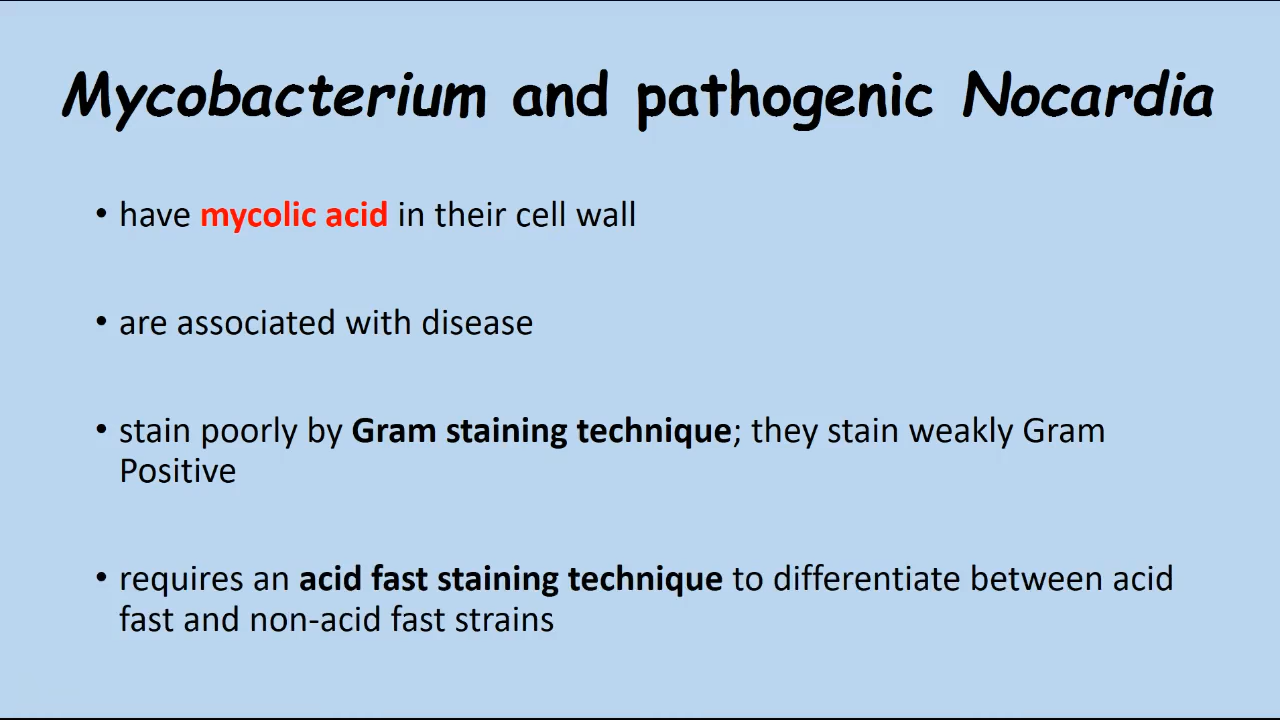 Mycobacterium and pathogenic Nocardia
• have mycolic acid in their cell wall
• are associated with disease
• stain poorly by Gram staining technique; they stain weakly Gram
Positive
• requires an acid fast staining technique to differentiate between acid
fast and non-acid fast strains